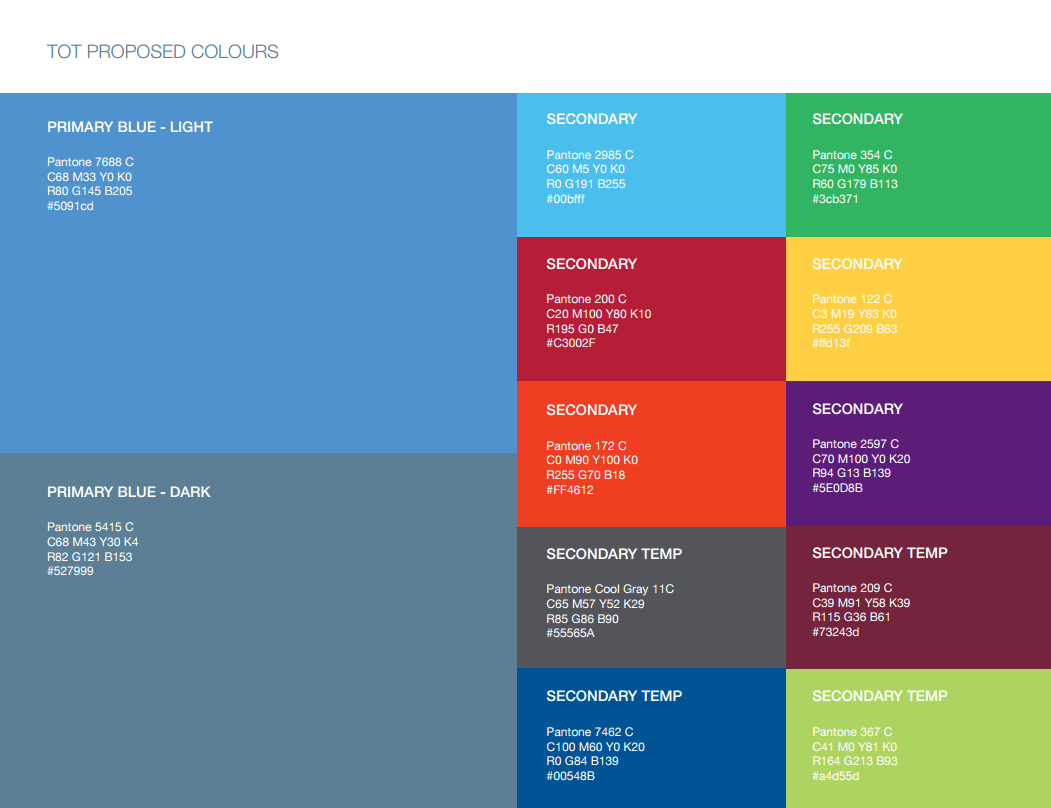 TOT PROPOSED COLOURS
PRIMARY BLUE - LIGHT
Pantone 7688 C
C68 M33 Y0 K0
R80 G145 B205
#5091cd
PRIMARY BLUE - DARK
Pantone 5415 C
C68 M43 Y30 K4
R82 G121 B153
#527999
SECONDARY
Pantone 2985 C
C60 M5 Y0 K0
R0 G191 B255
#00bfff
SECONDARY
Pantone 354 C
C75 M0 Y85 K0
R60 G179 B113
#3cb371
SECONDARY
Pantone 200 C
C20 M100 Y80 K10
R195 G0 B47
#C3002F
SECONDARY
Pantone 122 C
C3 M19 Y83 K0
R255 G209 B63
#ffd13f
SECONDARY
Pantone 172 C
C0 M90 Y100 K0
R255 G70 B18
#FF4612
SECONDARY
Pantone 2597 C
C70 M100 Y0 K20
R94 G13 B139
#5E0D8B
SECONDARY TEMP
Pantone Cool Gray 11C
C65 M57 Y52 K29
R85 G86 B90
#55565A
SECONDARY TEMP
Pantone 209 C
C39 M91 Y58 K39
R115 G36 B61
#73243d
SECONDARY TEMP
Pantone 7462 C
C100 M60 Y0 K20
R0 G84 B139
#00548B
SECONDARY TEMP
Pantone 367 C
C41 M0 Y81 K0
R164 G213 B93
#a4d55d